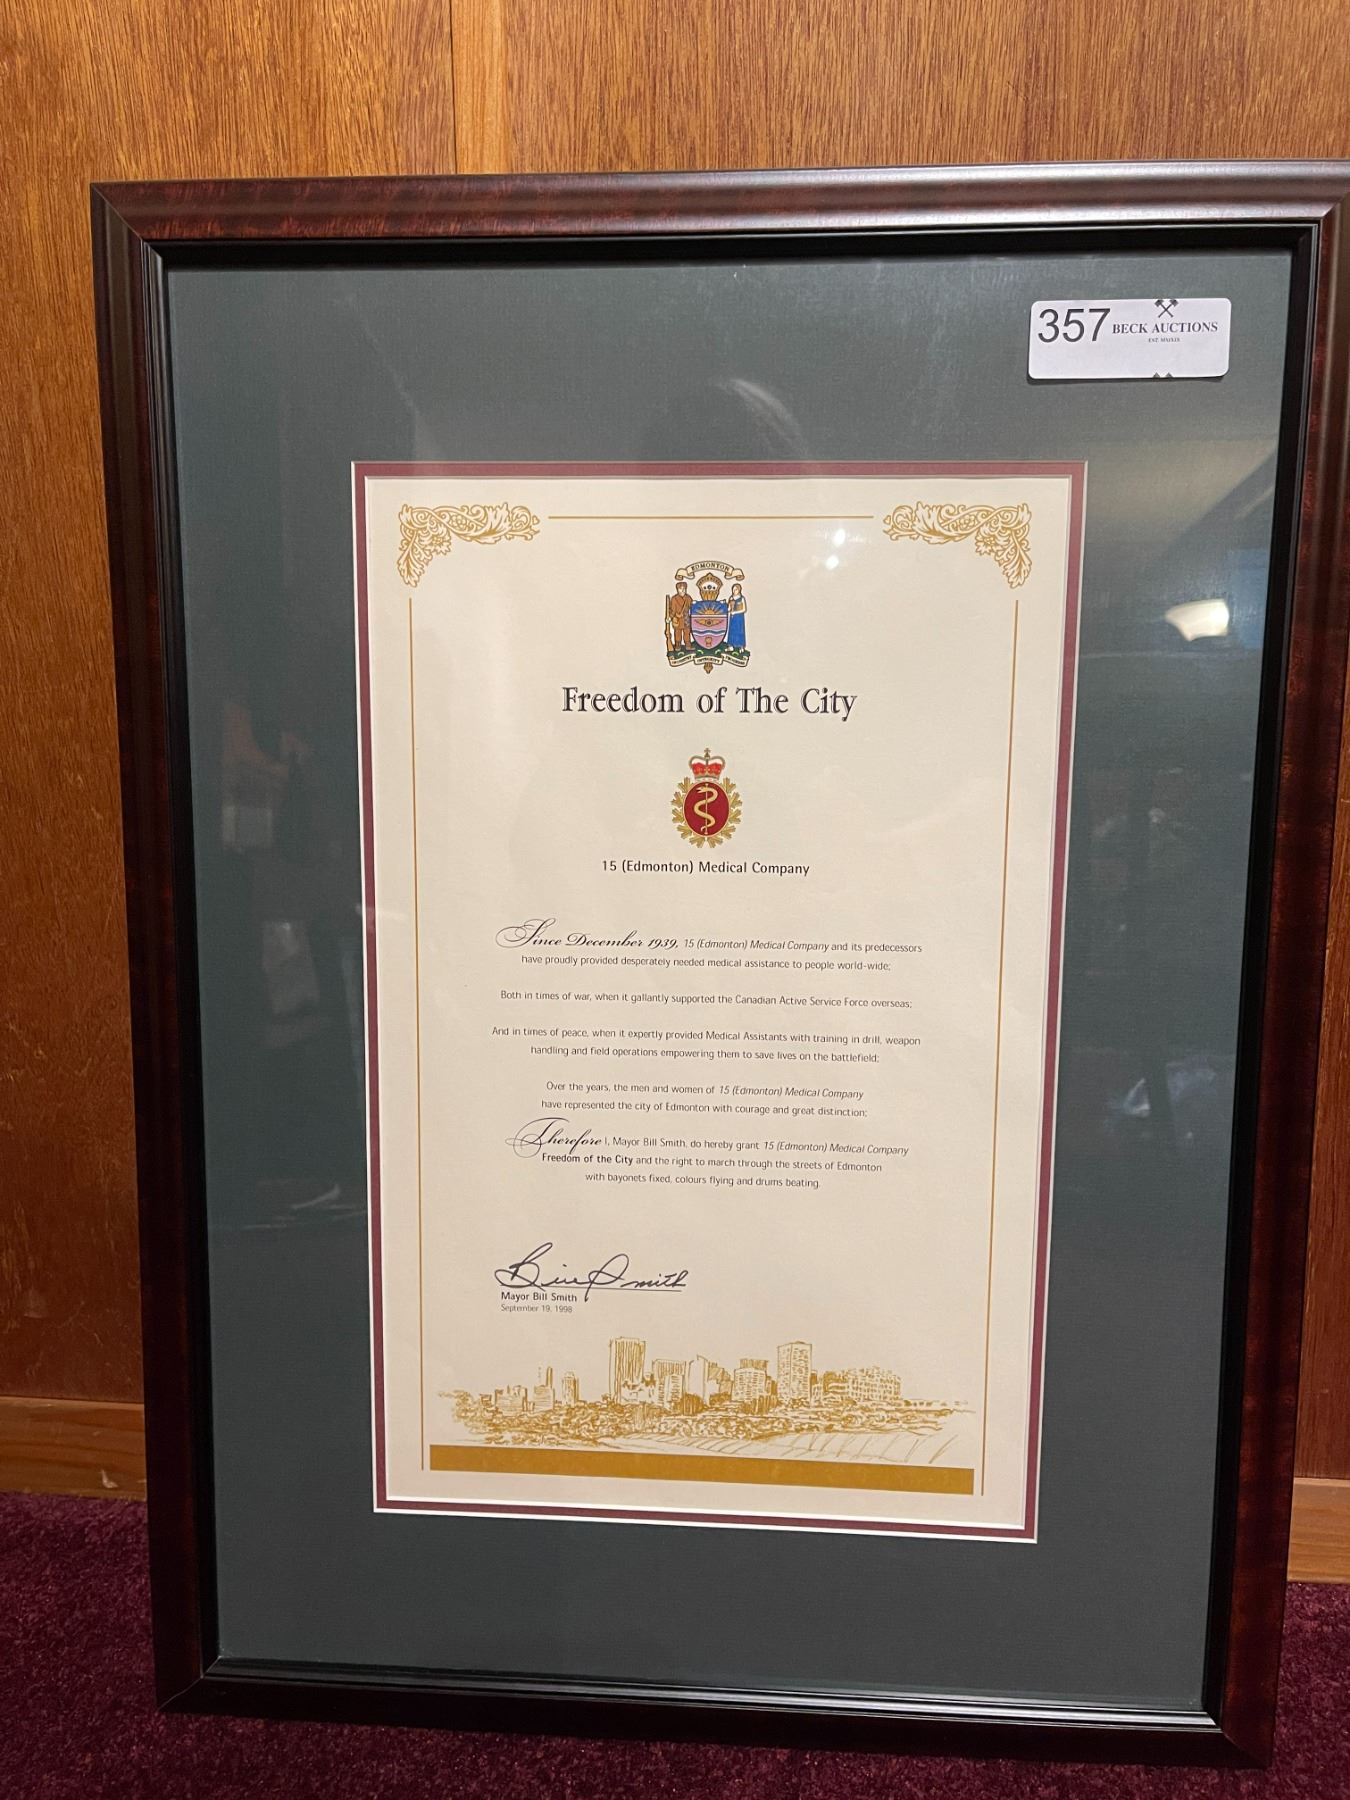 357 BECK AUCTIONS
EST. MMXIX
EDMONTON
INDUSTRY INTEGRITY PROGRESS
Freedom of The City
15 (Edmonton) Medical Company
Since December 1939, 15 (Edmonton) Medical Company and its predecessors
have proudly provided desperately needed medical assistance to people world-wide;
Both in times of war, when it gallantly supported the Canadian Active Service Force overseas;
And in times of peace, when it expertly provided Medical Assistants with training in drill, weapon
handling and field operations empowering them to save lives on the battlefield;
Over the years, the men and women of 15 (Edmonton) Medical Company
have represented the city of Edmonton with courage and great distinction;
Therefore I, Mayor Bill Smith, do hereby grant 15 (Edmonton) Medical Company
Freedom of the City and the right to march through the streets of Edmonton
with bayonets fixed, colours flying and drums beating.
Bill Smith
Mayor Bill Smith
September 19, 1998